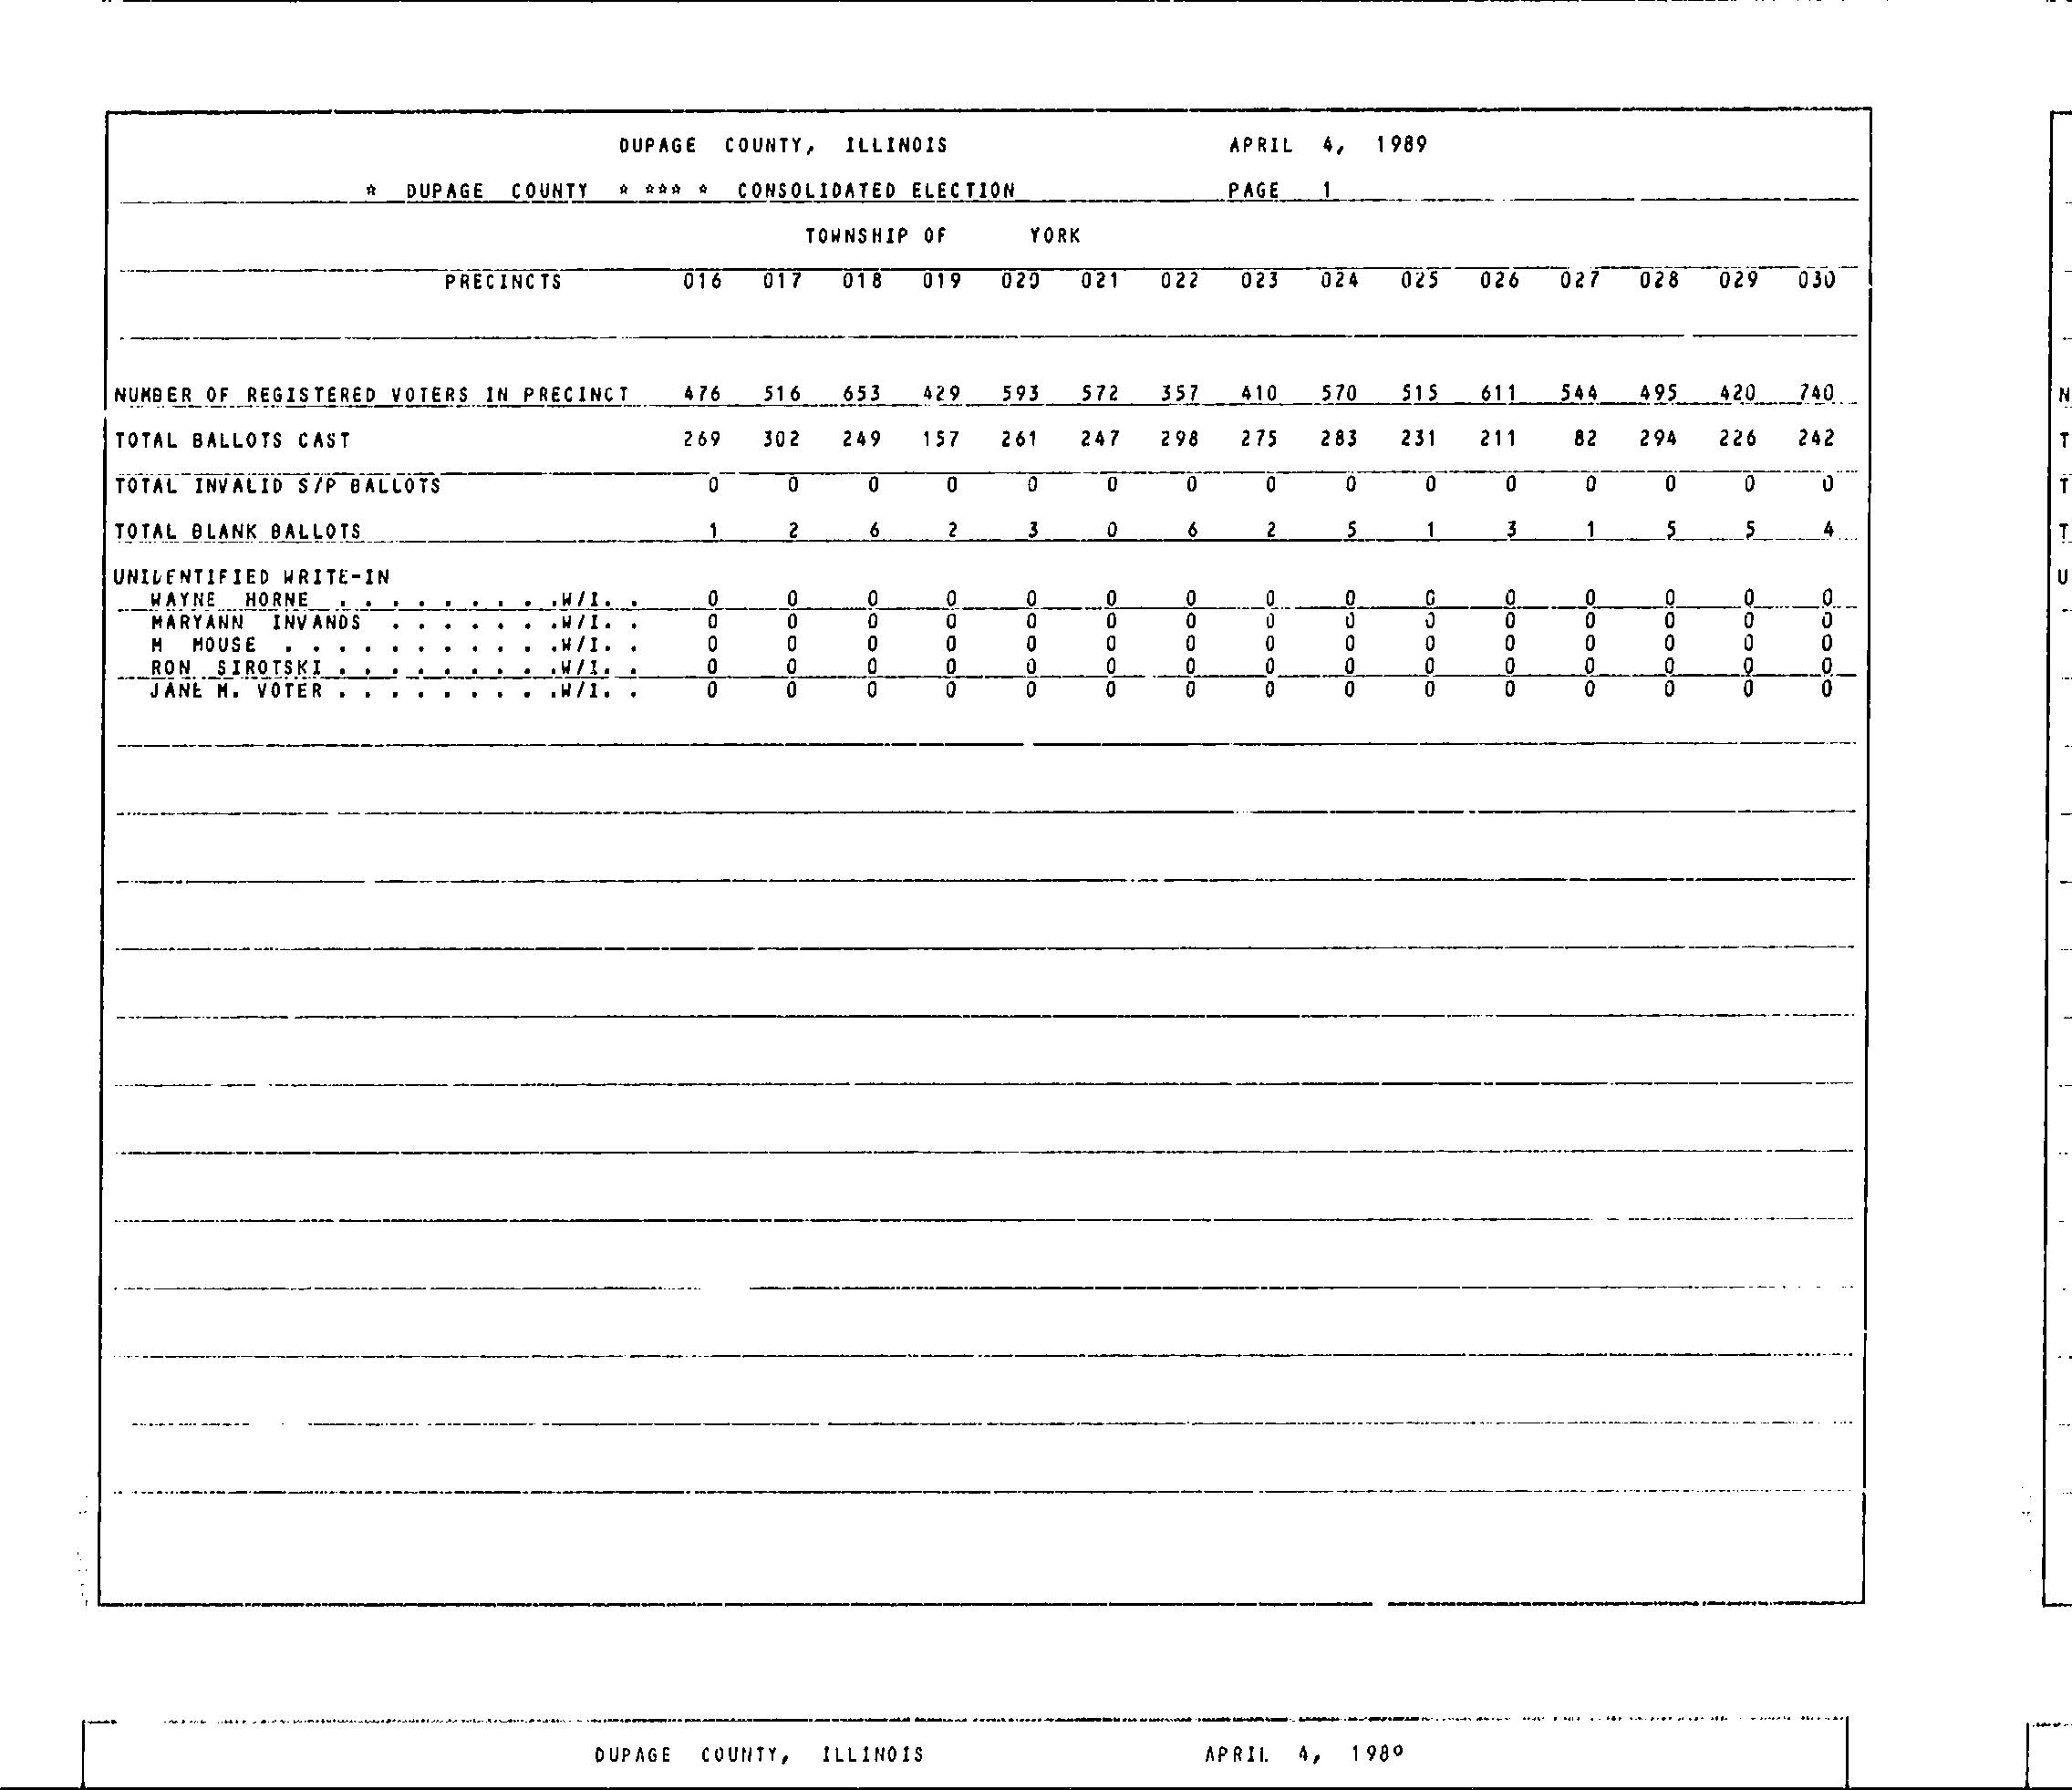 DUPAGE COUNTY, ILLINOIS APRIL 4, 1989
* DUPAGE COUNTY * *** * CONSOLIDATED ELECTION PAGE 1
TOWNSHIP OF YORK
PRECINCTS 016 017 018 019 020 021 022 023 024 025 026 027 028 029 030
NUMBER OF REGISTERED VOTERS IN PRECINCT 476 516 653 429 593 572 357 410 570 515 611 544 495 420 740
TOTAL BALLOTS CAST 269 302 249 157 261 247 298 275 283 231 211 82 294 226 242
TOTAL INVALID S/P BALLOTS 0 0 0 0 0 0 0 0 0 0 0 0 0 0 0
TOTAL BLANK BALLOTS 1 2 6 2 3 0 6 2 5 1 3 1 5 5 4
UNIDENTIFIED WRITE-IN
WAYNE HORNE . . . . . . . . .W/I. . 0 0 0 0 0 0 0 0 0 0 0 0 0 0 0
MARYANN INVANDS . . . . . . .W/I. . 0 0 0 0 0 0 0 0 0 0 0 0 0 0 0
M MOUSE . . . . . . . . . . .W/I. . 0 0 0 0 0 0 0 0 0 0 0 0 0 0 0
RON SIROTSKI . . . . . . . . .W/I. . 0 0 0 0 0 0 0 0 0 0 0 0 0 0 0
JANE M. VOTER . . . . . . . . .W/I. . 0 0 0 0 0 0 0 0 0 0 0 0 0 0 0
DUPAGE COUNTY, ILLINOIS APRIL 4, 1989